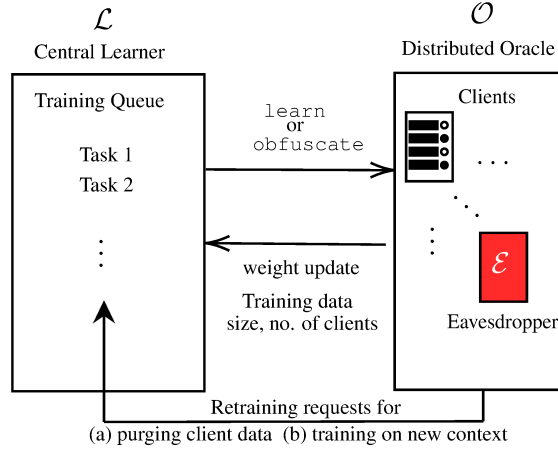 ℒ
Central Learner
Training Queue
Task 1
Task 2
learn
or
obfuscate
weight update
Training data
size, no. of clients
𝒪
Distributed Oracle
Clients
ℰ
Eavesdropper
Retraining requests for
(a) purging client data (b) training on new context